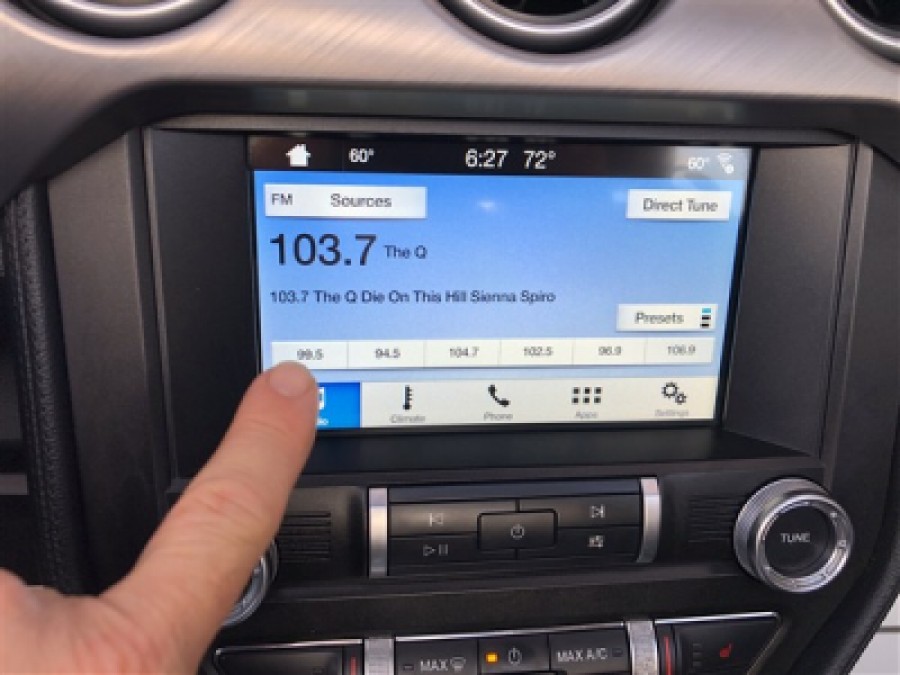 60° 6:27 72° 60°
FM Sources Direct Tune
103.7 The Q
103.7 The Q Die On This Hill Sienna Spiro
Presets
99.5 94.5 104.7 102.5 96.9 106.9
Climate Phone Apps Settings
TUNE
MAX MAX A/C